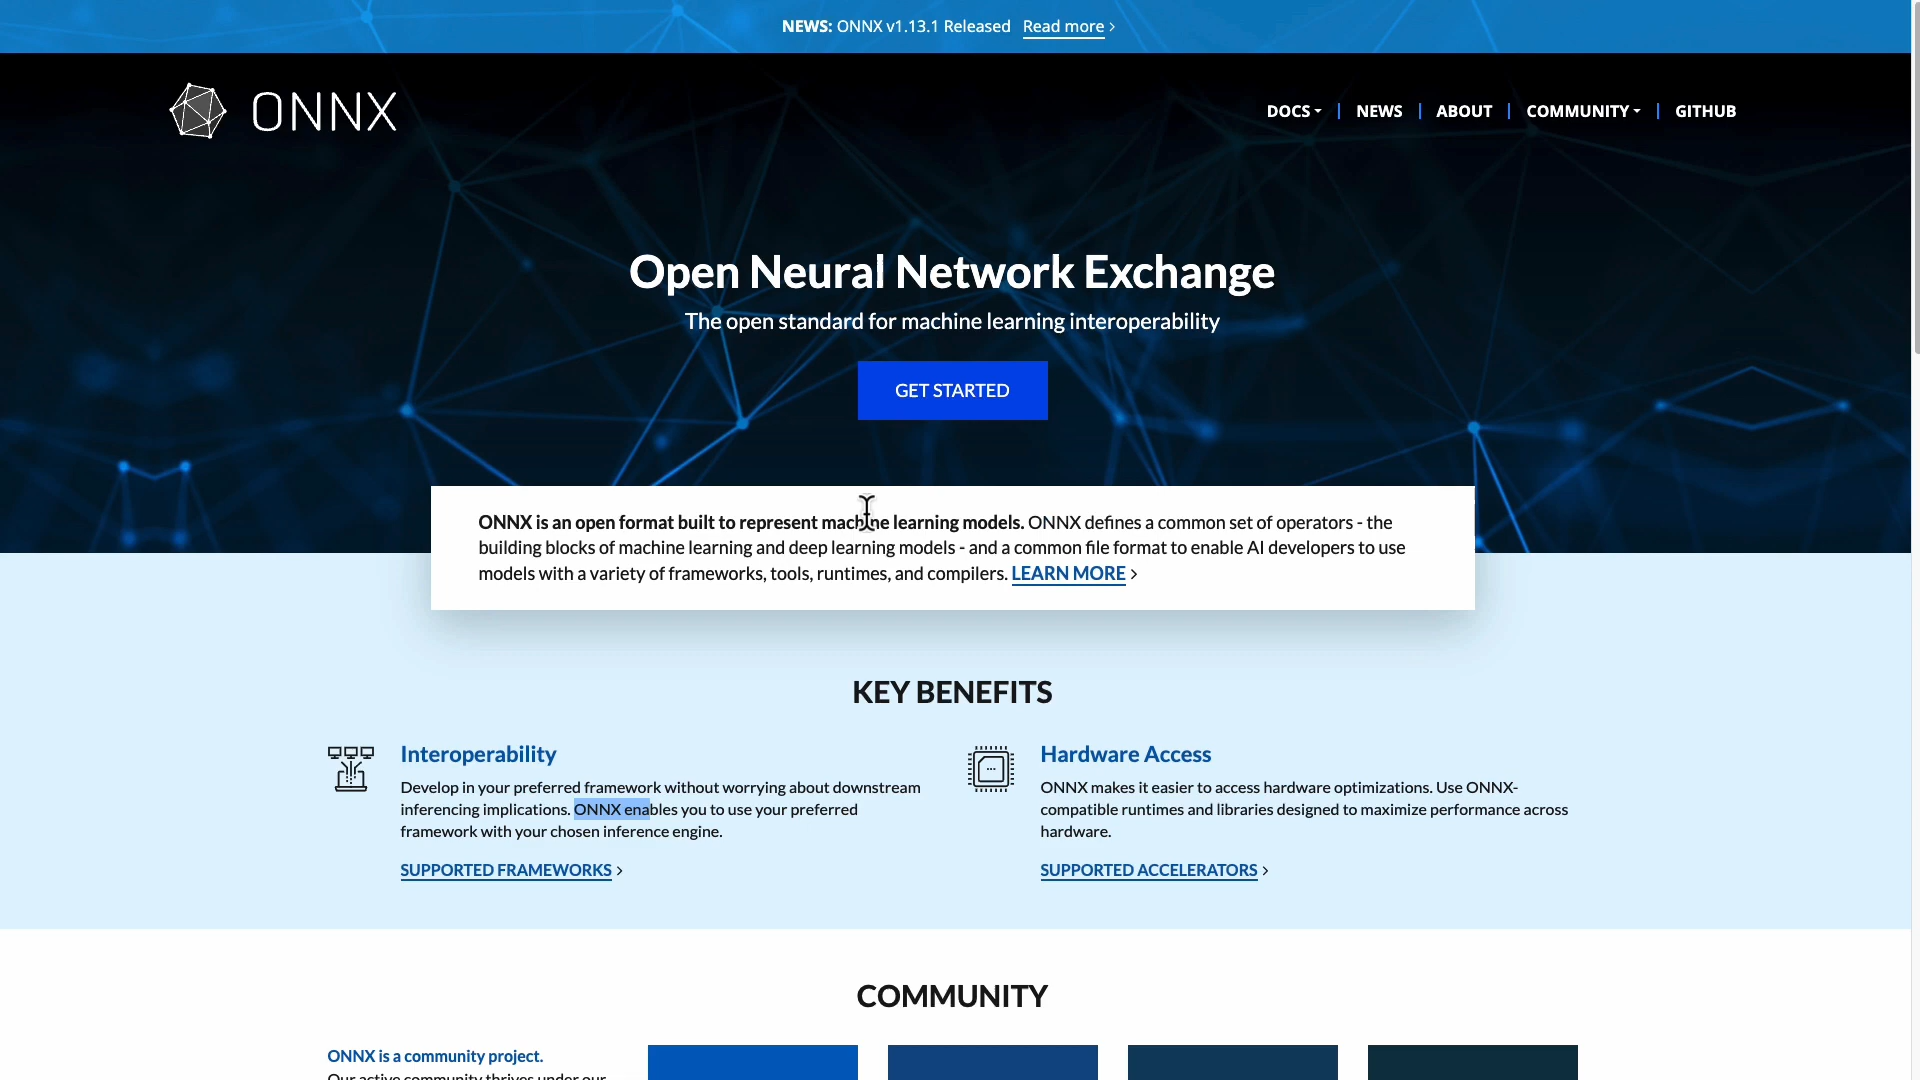 NEWS: ONNX v1.13.1 Released Read more >
ONNX
DOCS
NEWS
ABOUT
COMMUNITY
GITHUB
Open Neural Network Exchange
The open standard for machine learning interoperability
GET STARTED
ONNX is an open format built to represent machine learning models. ONNX defines a common set of operators - the
building blocks of machine learning and deep learning models - and a common file format to enable AI developers to use
models with a variety of frameworks, tools, runtimes, and compilers. LEARN MORE >
KEY BENEFITS
Interoperability
Develop in your preferred framework without worrying about downstream
inferencing implications. ONNX enables you to use your preferred
framework with your chosen inference engine.
SUPPORTED FRAMEWORKS >
Hardware Access
ONNX makes it easier to access hardware optimizations. Use ONNX-
compatible runtimes and libraries designed to maximize performance across
hardware.
SUPPORTED ACCELERATORS >
COMMUNITY
ONNX is a community project.
Our active community thrives under our